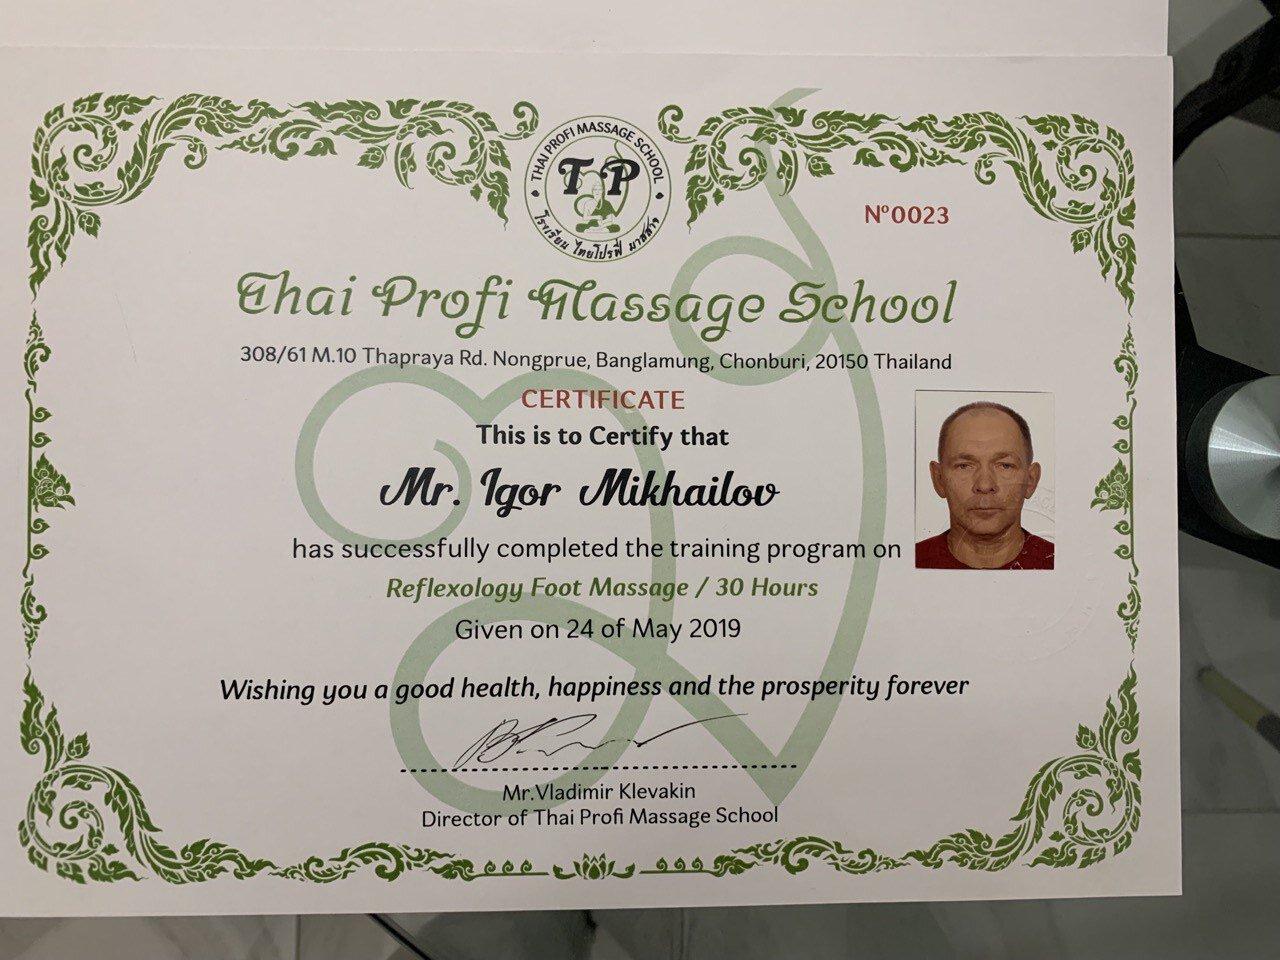 THAI PROFI MASSAGE SCHOOL
TP
โรงเรียน ไทยโปรฟี มาสสาจ
Nº0023
Thai Profi Massage School
308/61 M.10 Thapraya Rd. Nongprue, Banglamung, Chonburi, 20150 Thailand
CERTIFICATE
This is to Certify that
Mr. Igor Mikhailov
has successfully completed the training program on
Reflexology Foot Massage / 30 Hours
Given on 24 of May 2019
Wishing you a good health, happiness and the prosperity forever
Mr.Vladimir Klevakin
Director of Thai Profi Massage School